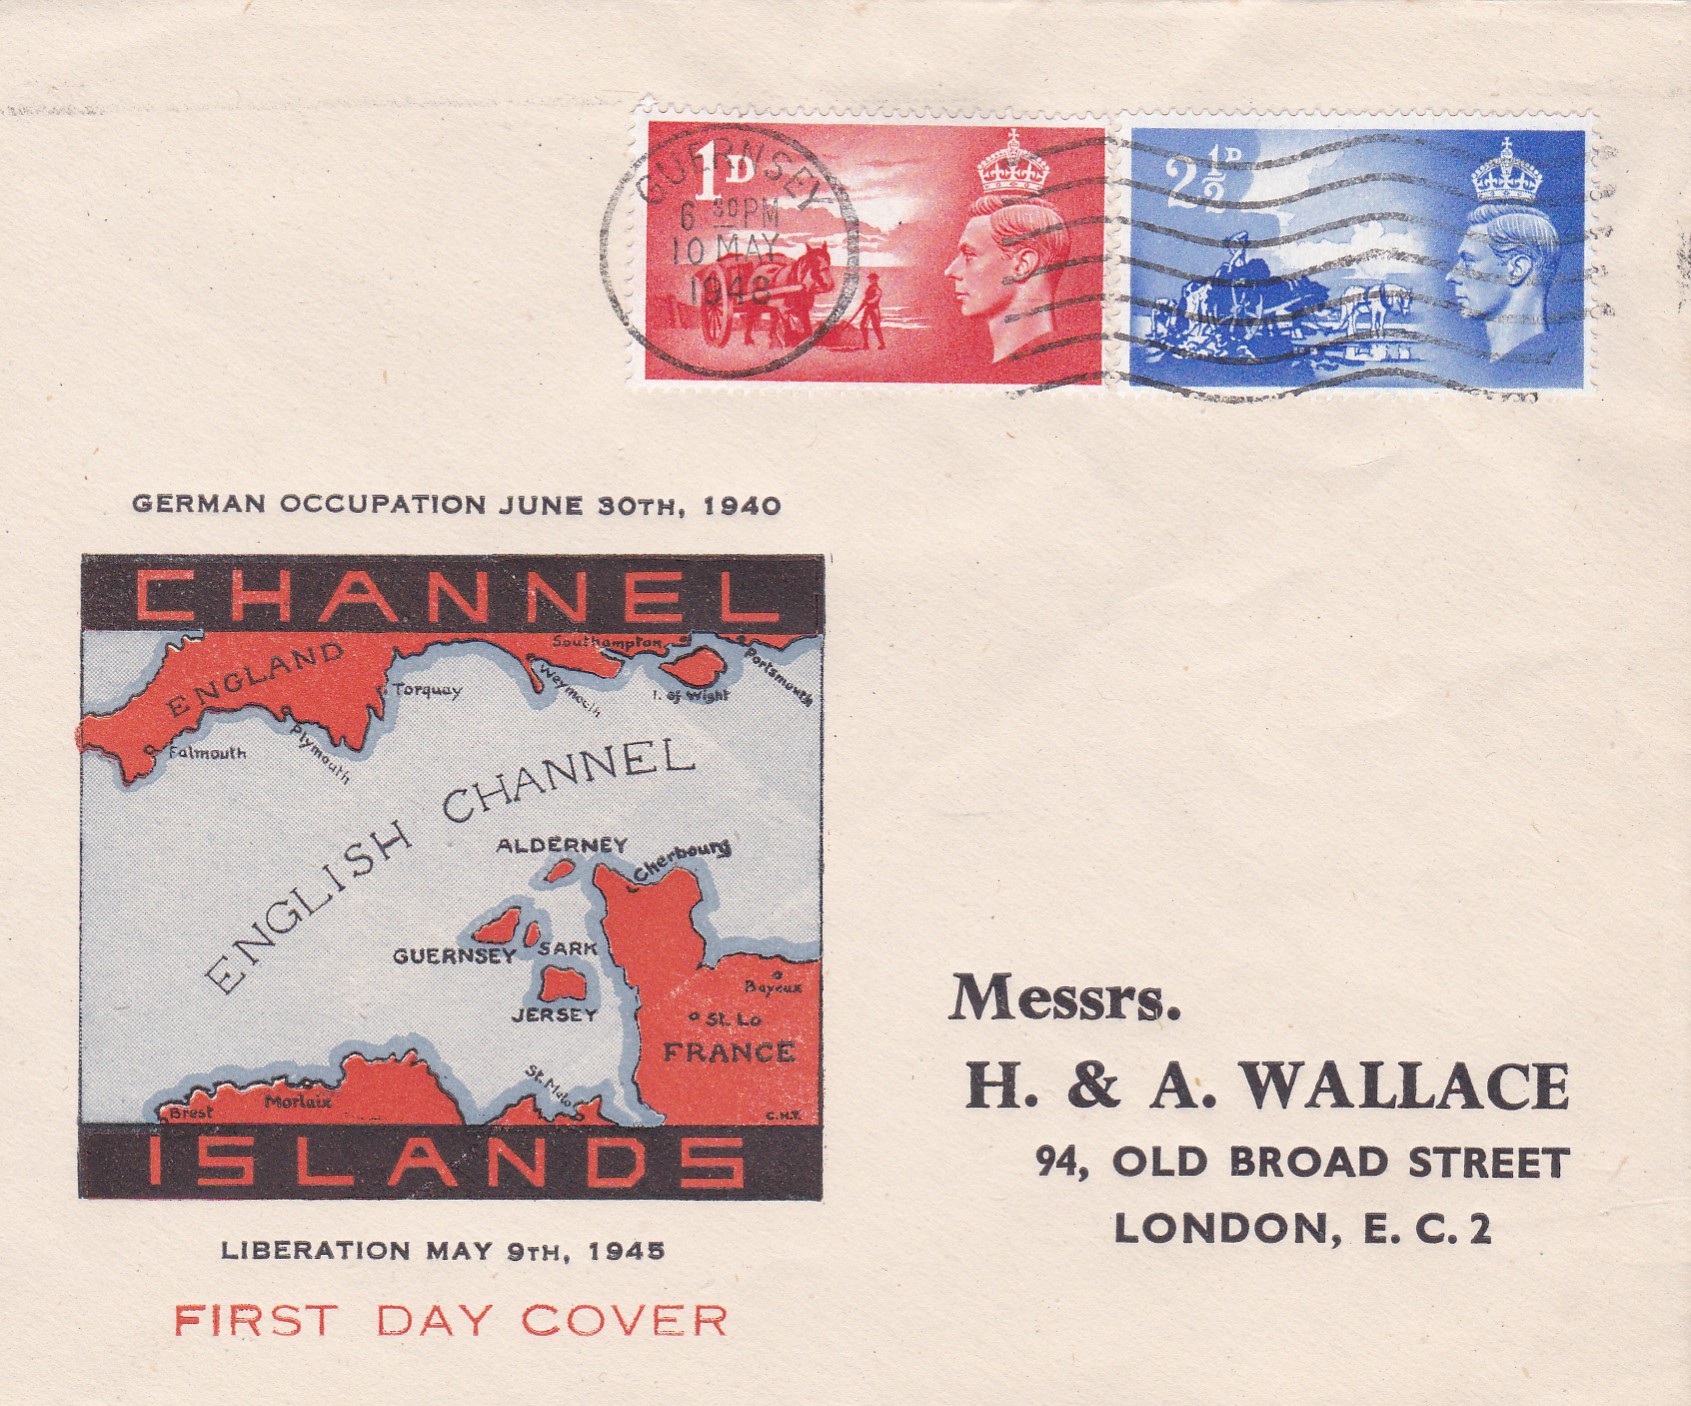 1D
2½D
GUERNSEY
6 30PM
10 MAY
1948
GERMAN OCCUPATION JUNE 30TH, 1940
CHANNEL
ENGLAND
Southampton
Portsmouth
Weymouth
I. of Wight
Torquay
Plymouth
Falmouth
ENGLISH CHANNEL
ALDERNEY
Cherbourg
GUERNSEY
SARK
JERSEY
Bayeux
St. Lo
FRANCE
St. Malo
Morlaix
Brest
C.H.T.
ISLANDS
LIBERATION MAY 9TH, 1945
FIRST DAY COVER
Messrs.
H. & A. WALLACE
94, OLD BROAD STREET
LONDON, E. C. 2